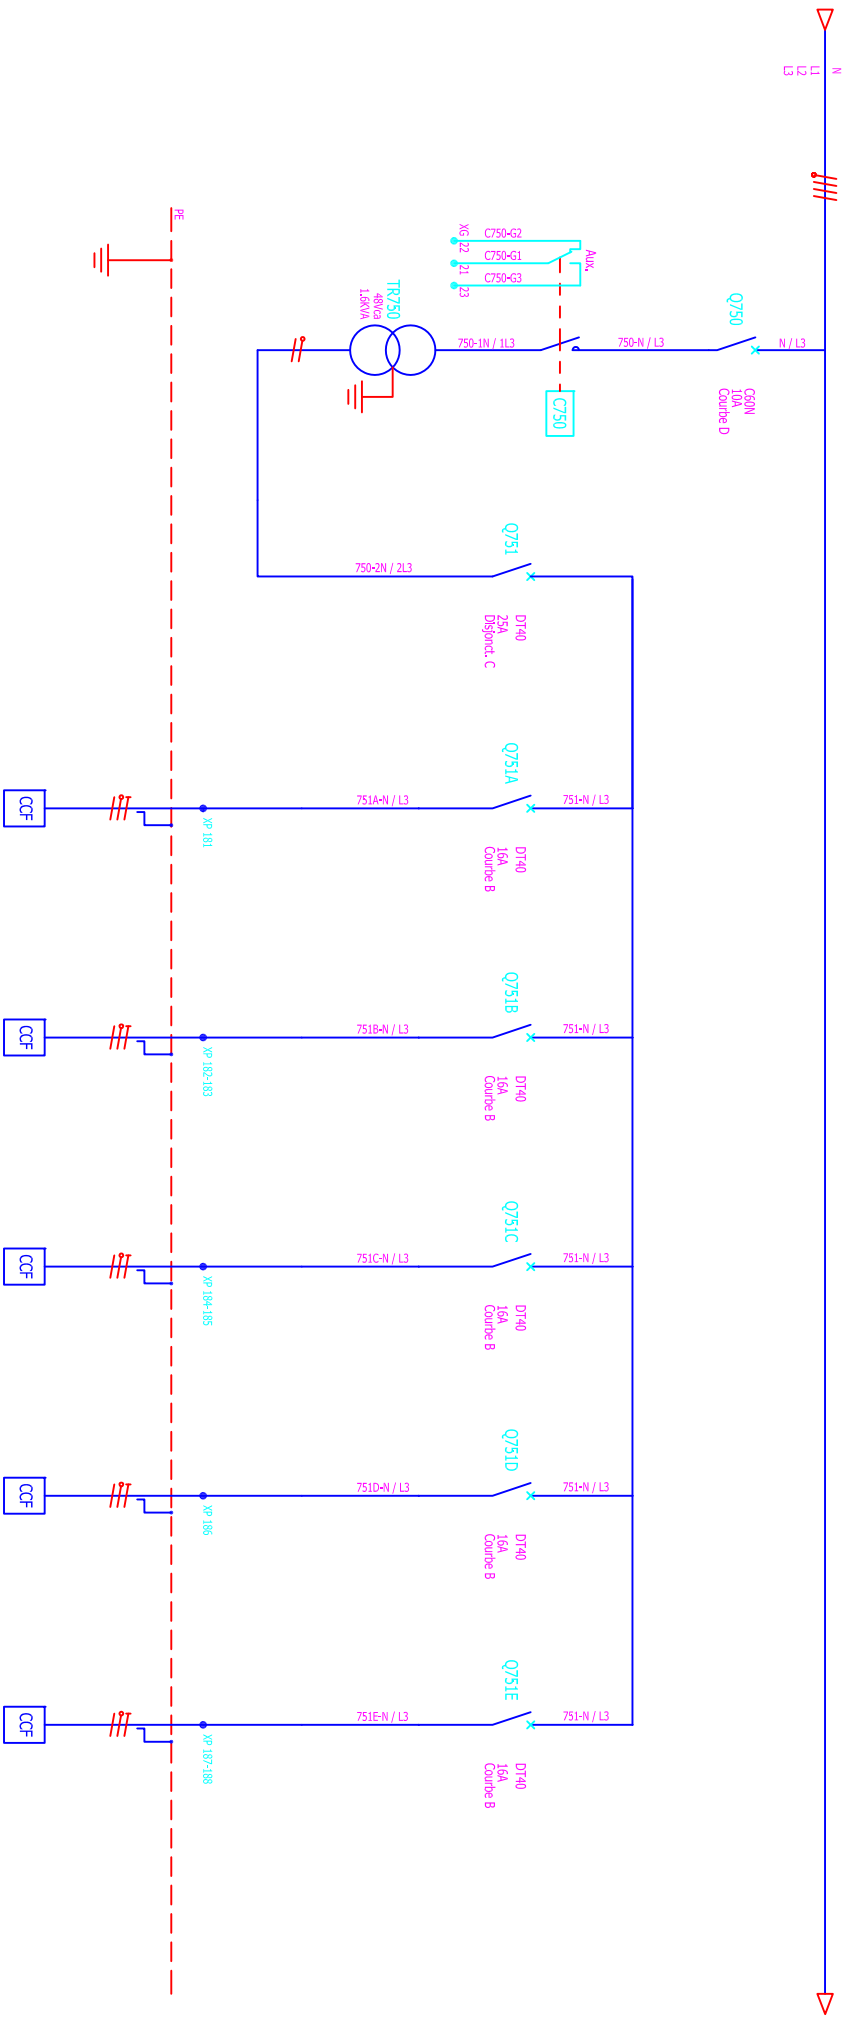 N
L1
L2
L3
Q750
N / L3
C60N
10A
Courbe D
750-N / L3
Aux.
C750-G2
C750-G1
C750-G3
XG
22
21
23
C750
750-1N / 1L3
TR750
48Vca
1.6KVA
PE
Q751
750-2N / 2L3
DT40
25A
Disjonct. C
Q751A
751-N / L3
751A-N / L3
DT40
16A
Courbe B
XP 181
CCF
Q751B
751-N / L3
751B-N / L3
DT40
16A
Courbe B
XP 182-183
CCF
Q751C
751-N / L3
751C-N / L3
DT40
16A
Courbe B
XP 184-185
CCF
Q751D
751-N / L3
751D-N / L3
DT40
16A
Courbe B
XP 186
CCF
Q751E
751-N / L3
751E-N / L3
DT40
16A
Courbe B
XP 187-188
CCF